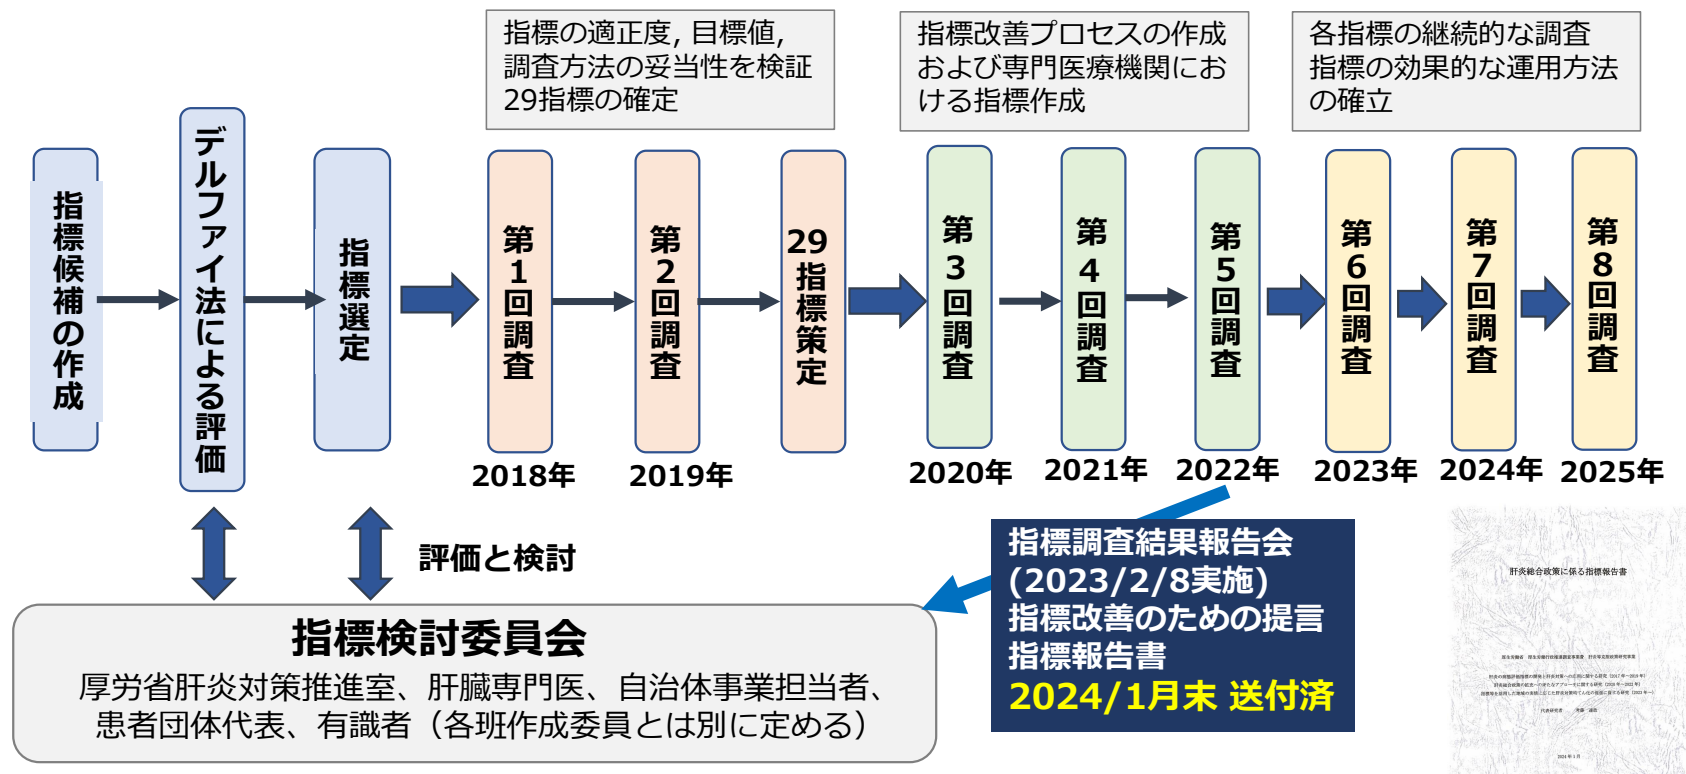 指標の適正度, 目標値,
調査方法の妥当性を検証
29指標の確定
指標改善プロセスの作成
および専門医療機関にお
ける指標作成
各指標の継続的な調査
指標の効果的な運用方法
の確立
指標候補の作成
デルファイ法による評価
指標選定
第1回調査
第2回調査
29指標策定
第3回調査
第4回調査
第5回調査
第6回調査
第7回調査
第8回調査
2018年
2019年
2020年
2021年
2022年
2023年
2024年
2025年
評価と検討
指標調査結果報告会
(2023/2/8実施)
指標改善のための提言
指標報告書
2024/1月末 送付済
指標検討委員会
厚労省肝炎対策推進室、肝臓専門医、自治体事業担当者、
患者団体代表、有識者（各班作成委員とは別に定める）
肝炎総合政策に係る指標報告書
代表研究者
2024年1月